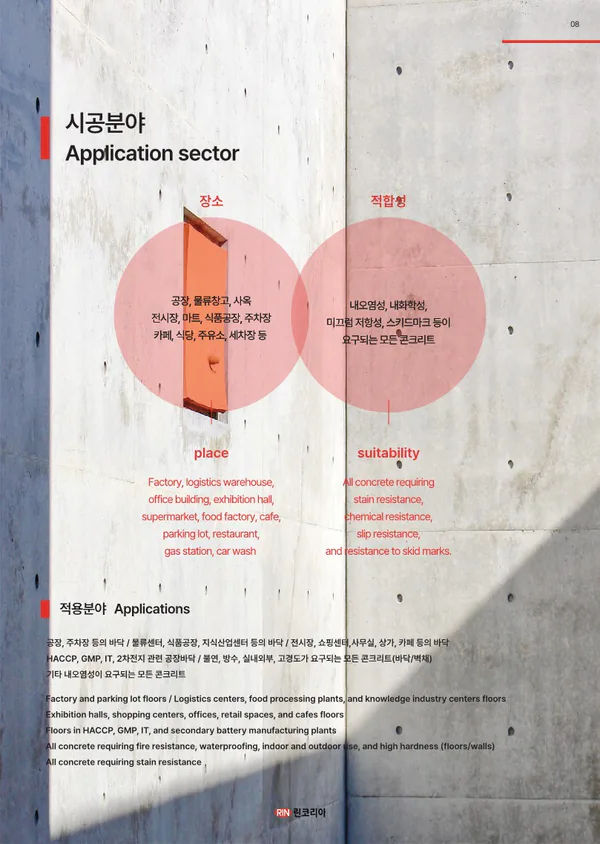 08
시공분야
Application sector
장소
적합성
공장, 물류창고, 사옥
전시장, 마트, 식품공장, 주차장
카페, 식당, 주유소, 세차장 등
내오염성, 내화학성,
미끄럼 저항성, 스키드마크 등이
요구되는 모든 콘크리트
place
Factory, logistics warehouse,
office building, exhibition hall,
supermarket, food factory, cafe,
parking lot, restaurant,
gas station, car wash
suitability
All concrete requiring
stain resistance,
chemical resistance,
slip resistance,
and resistance to skid marks.
적용분야 Applications
공장, 주차장 등의 바닥 / 물류센터, 식품공장, 지식산업센터 등의 바닥 / 전시장, 쇼핑센터,사무실, 상가, 카페 등의 바닥
HACCP, GMP, IT, 2차전지 관련 공장바닥 / 불연, 방수, 실내외부, 고경도가 요구되는 모든 콘크리트(바닥/벽채)
기타 내오염성이 요구되는 모든 콘크리트
Factory and parking lot floors / Logistics centers, food processing plants, and knowledge industry centers floors
Exhibition halls, shopping centers, offices, retail spaces, and cafes floors
Floors in HACCP, GMP, IT, and secondary battery manufacturing plants
All concrete requiring fire resistance, waterproofing, indoor and outdoor use, and high hardness (floors/walls)
All concrete requiring stain resistance .
RIN 린코리아